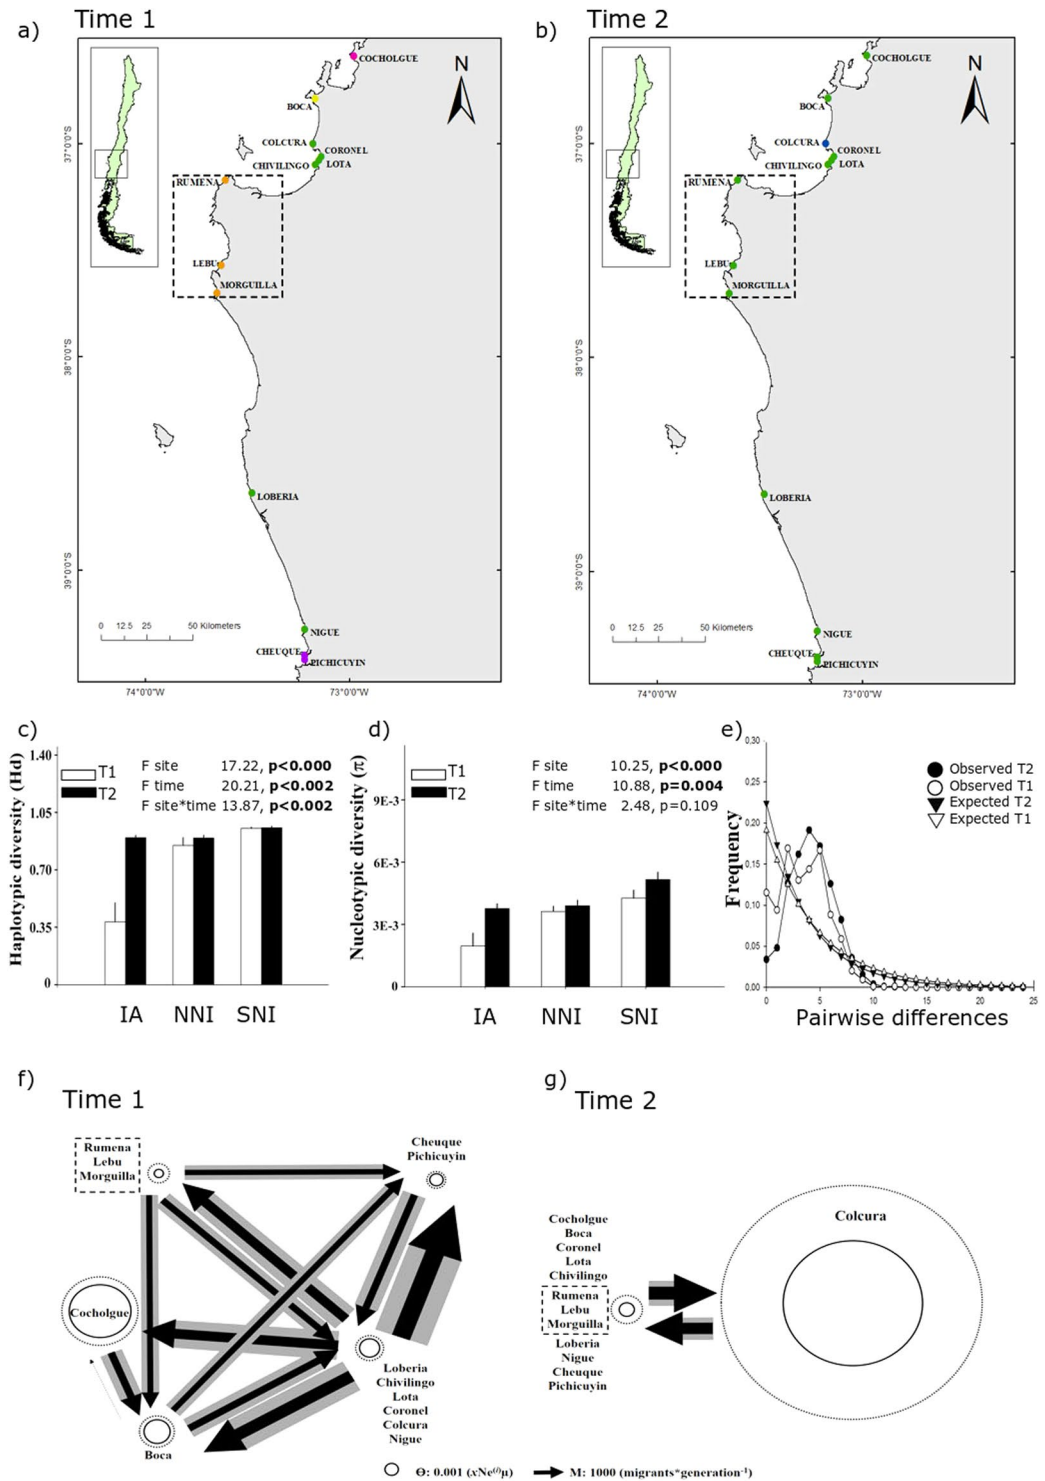 a)
Time 1
N
COCHOLGUE
BOCA
COLCURA
CORONEL
CHIVILINGO
LOTA
RUMENA
LEBU
MORGUILLA
LOBERIA
NIGUE
CHEUQUE
PICHICUYIN
37°0'0"S
38°0'0"S
39°0'0"S
0 12.5 25 50 Kilometers
74°0'0"W
73°0'0"W
b)
Time 2
N
COCHOLGUE
BOCA
COLCURA
CORONEL
CHIVILINGO
LOTA
RUMENA
LEBU
MORGUILLA
LOBERIA
NIGUE
CHEUQUE
PICHICUYIN
37°0'0"S
38°0'0"S
39°0'0"S
0 12.5 25 50 Kilometers
74°0'0"W
73°0'0"W
c)
Haplotypic diversity (Hd)
1.40
1.05
0.70
0.35
0
T1
T2
F site 17.22, p<0.000
F time 20.21, p<0.002
F site*time 13.87, p<0.002
IA NNI SNI
d)
Nucleotypic diversity (π)
9E-3
6E-3
3E-3
0
T1
T2
F site 10.25, p<0.000
F time 10.88, p=0.004
F site*time 2.48, p=0.109
IA NNI SNI
e)
Frequency
0.30
0.25
0.20
0.15
0.10
0.05
0.00
Observed T2
Observed T1
Expected T2
Expected T1
0 5 10 15 20 25
Pairwise differences
f)
Time 1
Rumena
Lebu
Morguilla
Cheuque
Pichicuyin
Cocholgue
Boca
Loberia
Chivilingo
Lota
Coronel
Colcura
Nigue
g)
Time 2
Cocholgue
Boca
Coronel
Lota
Chivilingo
Rumena
Lebu
Morguilla
Loberia
Nigue
Cheuque
Pichicuyin
Colcura
Θ: 0.001 (xNe⁽ⁱ⁾μ)
M: 1000 (migrants*generation⁻¹)